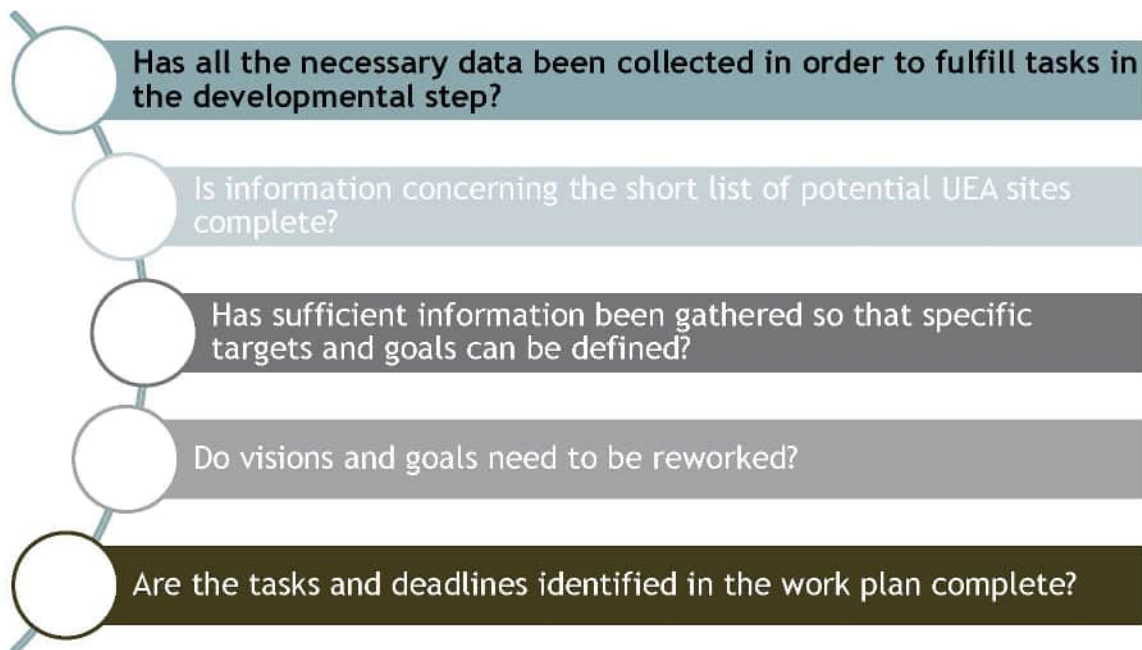 Has all the necessary data been collected in order to fulfill tasks in
the developmental step?
Is information concerning the short list of potential UEA sites
complete?
Has sufficient information been gathered so that specific
targets and goals can be defined?
Do visions and goals need to be reworked?
Are the tasks and deadlines identified in the work plan complete?